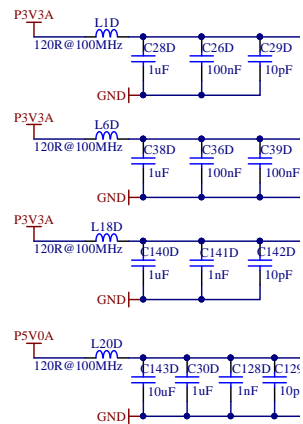 P3V3A
L1D
120R@100MHz
C28D C26D C29D
1uF 100nF 10pF
GND
P3V3A
L6D
120R@100MHz
C38D C36D C39D
1uF 100nF 100nF
GND
P3V3A
L18D
120R@100MHz
C140D C141D C142D
1uF 1nF 10pF
GND
P5V0A
L20D
120R@100MHz
C143D C30D C128D C129
10uF 1uF 1nF 10p
GND